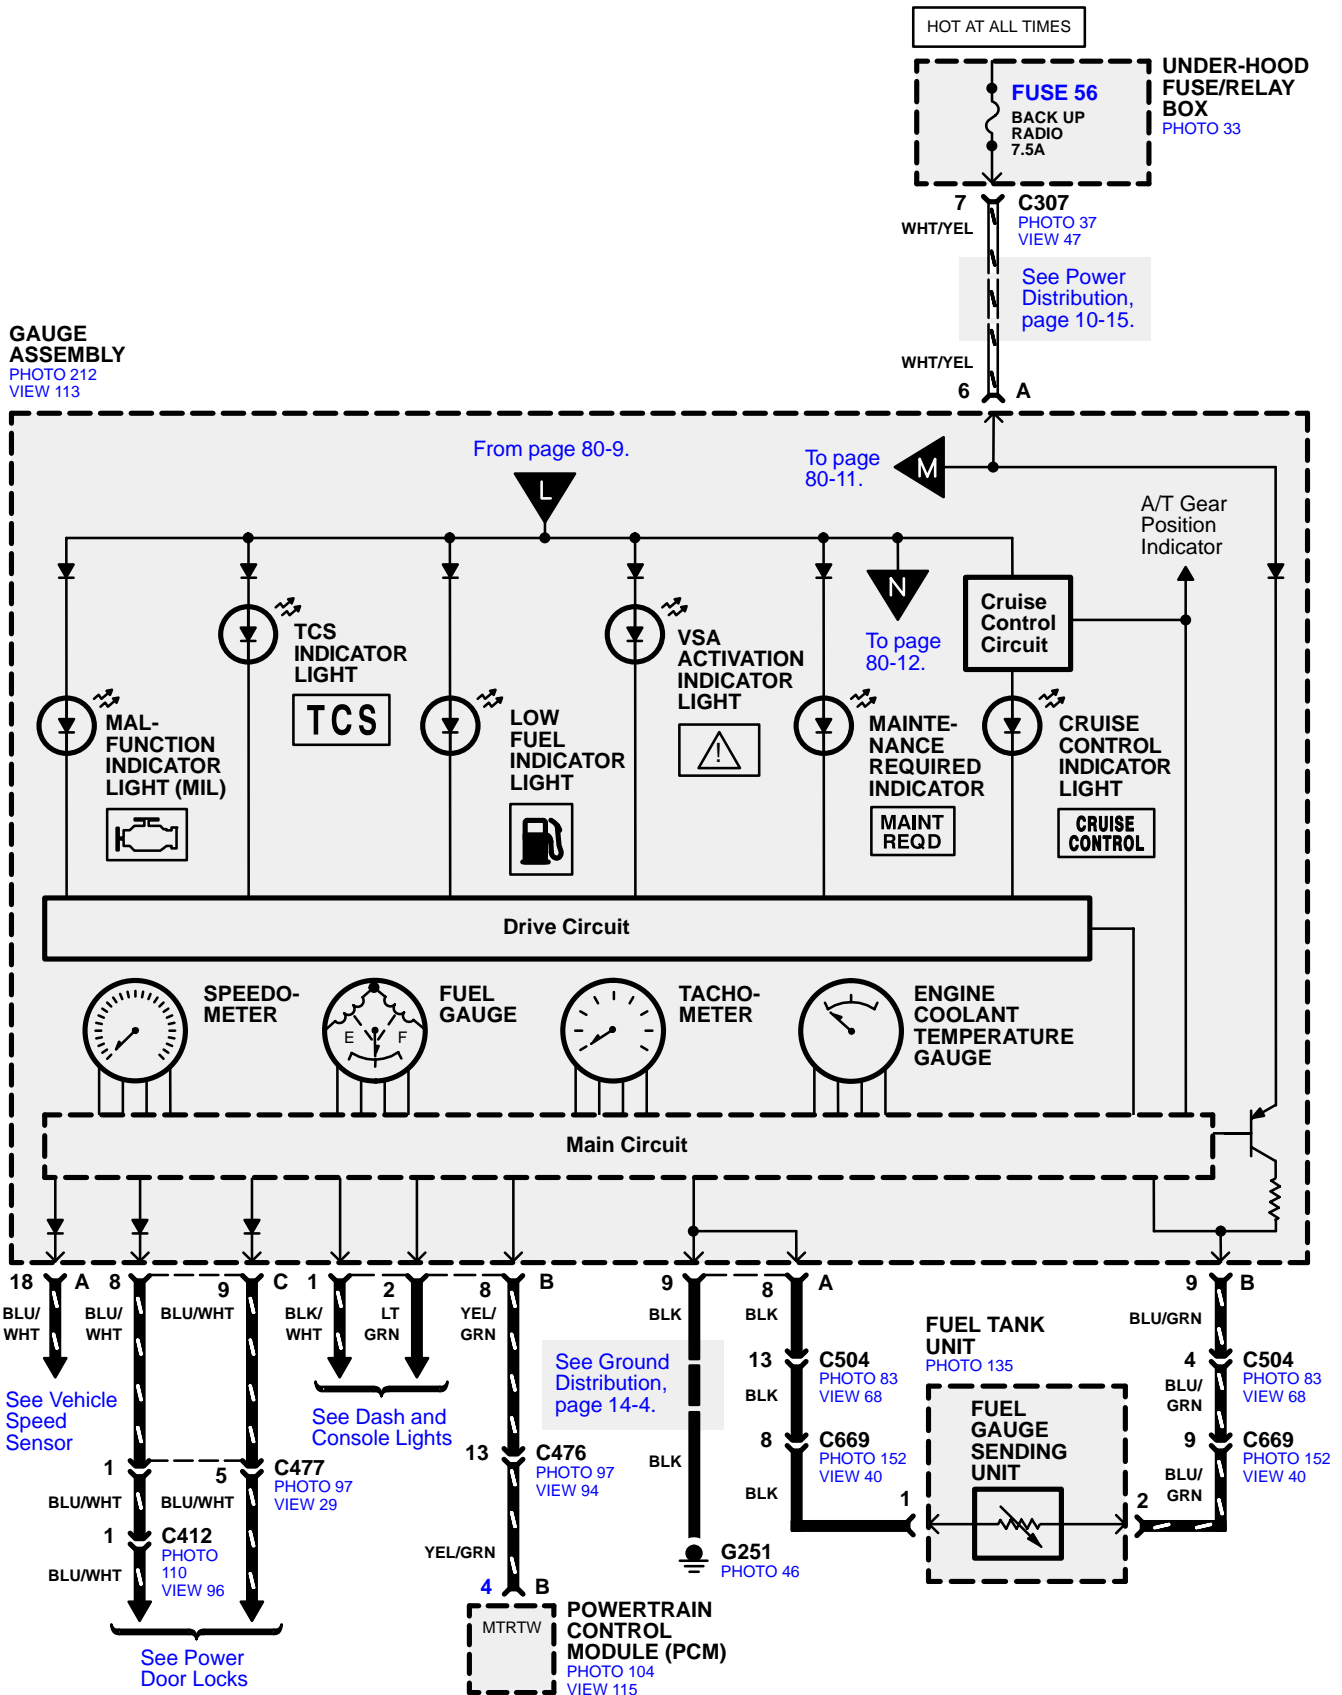 HOT AT ALL TIMES
UNDER-HOOD
FUSE/RELAY
BOX
PHOTO 33
FUSE 56
BACK UP
RADIO
7.5A
7
C307
PHOTO 37
VIEW 47
WHT/YEL
See Power
Distribution,
page 10-15.
WHT/YEL
6
A
GAUGE
ASSEMBLY
PHOTO 212
VIEW 113
From page 80-9.
L
To page
80-11.
M
A/T Gear
Position
Indicator
N
To page
80-12.
Cruise
Control
Circuit
MAL-
FUNCTION
INDICATOR
LIGHT (MIL)
TCS
INDICATOR
LIGHT
TCS
LOW
FUEL
INDICATOR
LIGHT
VSA
ACTIVATION
INDICATOR
LIGHT
!
MAINTE-
NANCE
REQUIRED
INDICATOR
MAINT
REQD
CRUISE
CONTROL
INDICATOR
LIGHT
CRUISE
CONTROL
Drive Circuit
SPEEDO-
METER
E F
FUEL
GAUGE
TACHO-
METER
ENGINE
COOLANT
TEMPERATURE
GAUGE
Main Circuit
18 A 8 9 C 1 2 8 B 9 8 A 9 B
BLU/
WHT
BLU/
WHT
BLU/WHT
BLK/
WHT
LT
GRN
YEL/
GRN
BLK
BLK
BLU/GRN
See Vehicle
Speed
Sensor
See Dash and
Console Lights
See Ground
Distribution,
page 14-4.
13
C504
PHOTO 83
VIEW 68
BLK
8
C669
PHOTO 152
VIEW 40
BLK
BLK
FUEL TANK
UNIT
PHOTO 135
FUEL
GAUGE
SENDING
UNIT
1
2
4
C504
PHOTO 83
VIEW 68
BLU/
GRN
9
C669
PHOTO 152
VIEW 40
BLU/
GRN
1
5
C477
PHOTO 97
VIEW 29
BLU/WHT
BLU/WHT
1
C412
PHOTO
110
VIEW 96
BLU/WHT
See Power
Door Locks
13
C476
PHOTO 97
VIEW 94
YEL/GRN
4
B
MTRTW
POWERTRAIN
CONTROL
MODULE (PCM)
PHOTO 104
VIEW 115
G251
PHOTO 46